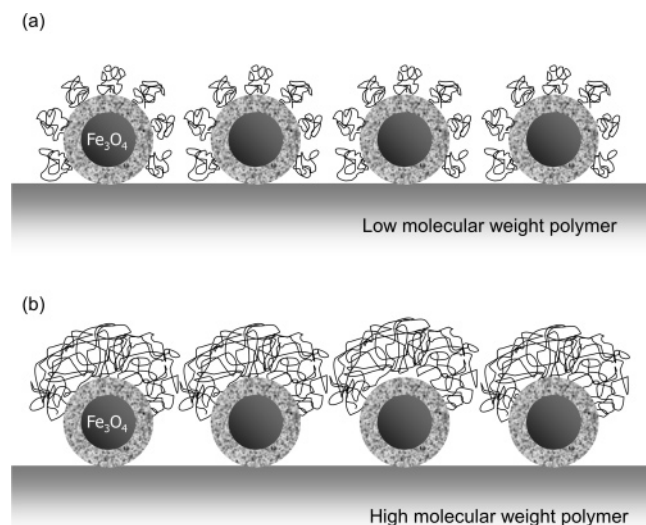 (a)
Fe₃O₄
Low molecular weight polymer
(b)
Fe₃O₄
High molecular weight polymer